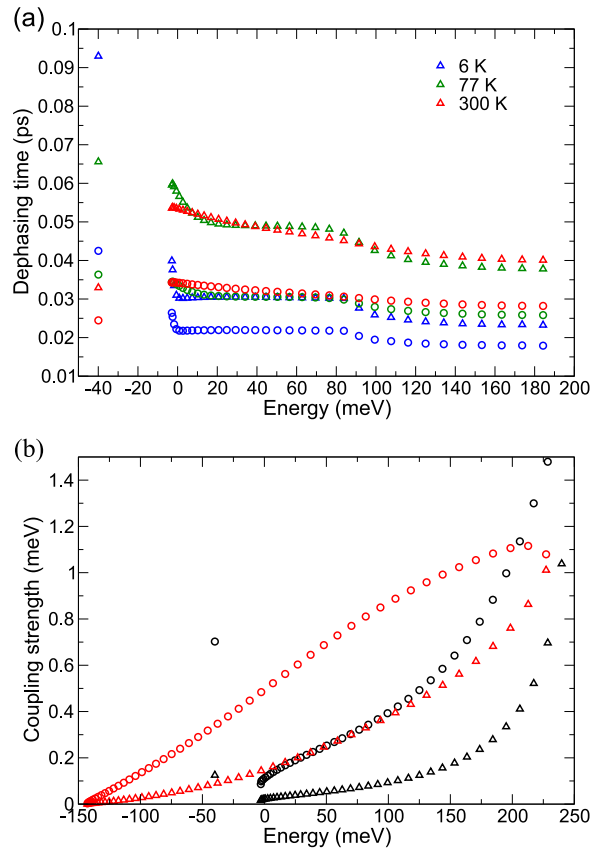 (a)
0.1
0.09
0.08
0.07
0.06
0.05
0.04
0.03
0.02
0.01
Dephasing time (ps)
6 K
77 K
300 K
-40 -20 0 20 40 60 80 100 120 140 160 180 200
Energy (meV)
(b)
1.4
1.2
1
0.8
0.6
0.4
0.2
0
Coupling strength (meV)
-150 -100 -50 0 50 100 150 200 250
Energy (meV)